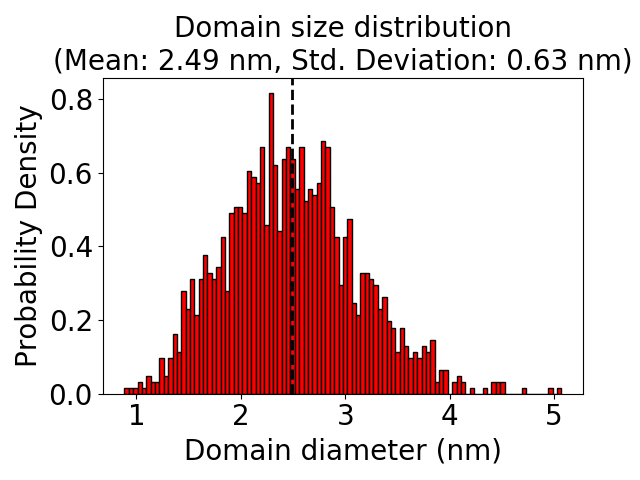 Domain size distribution
(Mean: 2.49 nm, Std. Deviation: 0.63 nm)
Probability Density
0.8
0.6
0.4
0.2
0.0
1 2 3 4 5
Domain diameter (nm)